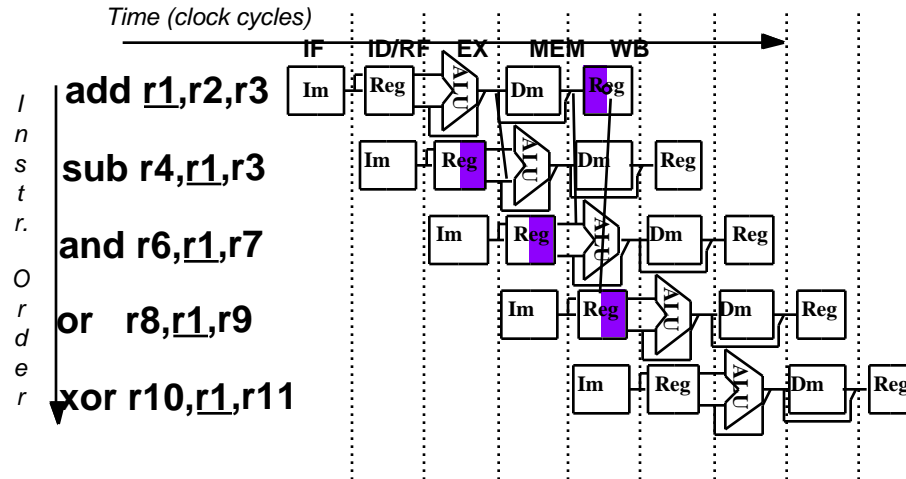 Time (clock cycles)
IF ID/RF EX MEM WB
Instr. Order
add r1,r2,r3 Im Reg ALU Dm Reg
sub r4,r1,r3 Im Reg ALU Dm Reg
and r6,r1,r7 Im Reg ALU Dm Reg
or r8,r1,r9 Im Reg ALU Dm Reg
xor r10,r1,r11 Im Reg ALU Dm Reg